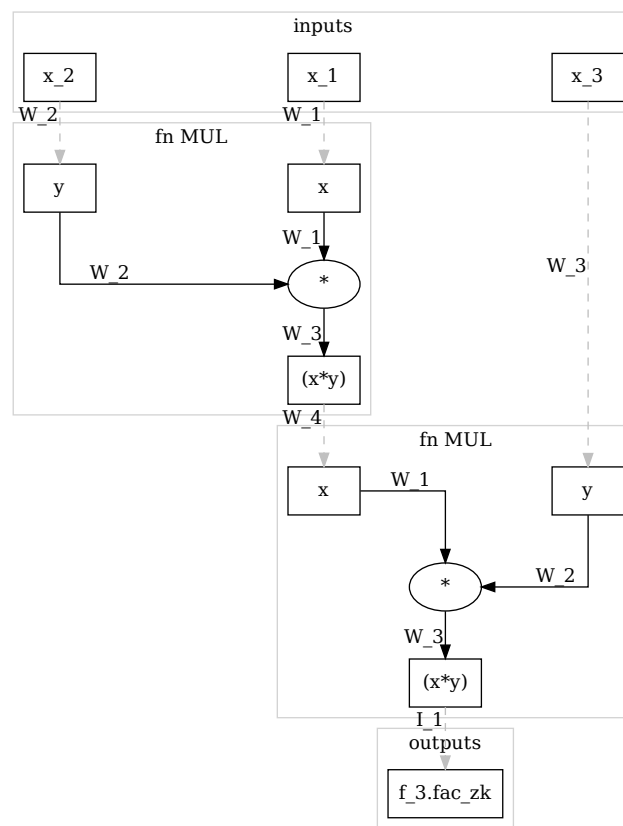 inputs
x_2
x_1
x_3
W_2
W_1
fn MUL
y
x
W_1
W_2
*
W_3
W_3
(x*y)
W_4
fn MUL
x
y
W_1
*
W_2
W_3
(x*y)
I_1
outputs
f_3.fac_zk